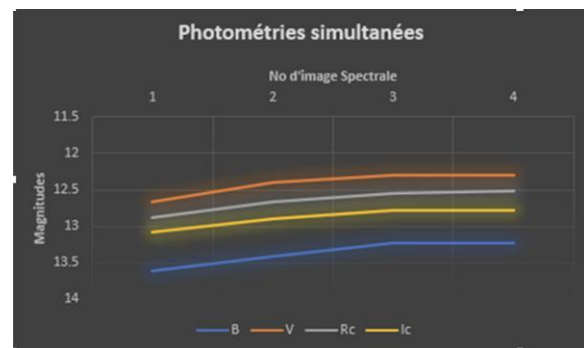 Photométries simultanées
No d'image Spectrale
1 2 3 4
11.5
12
12.5
13
13.5
14
Magnitudes
B V Rc Ic